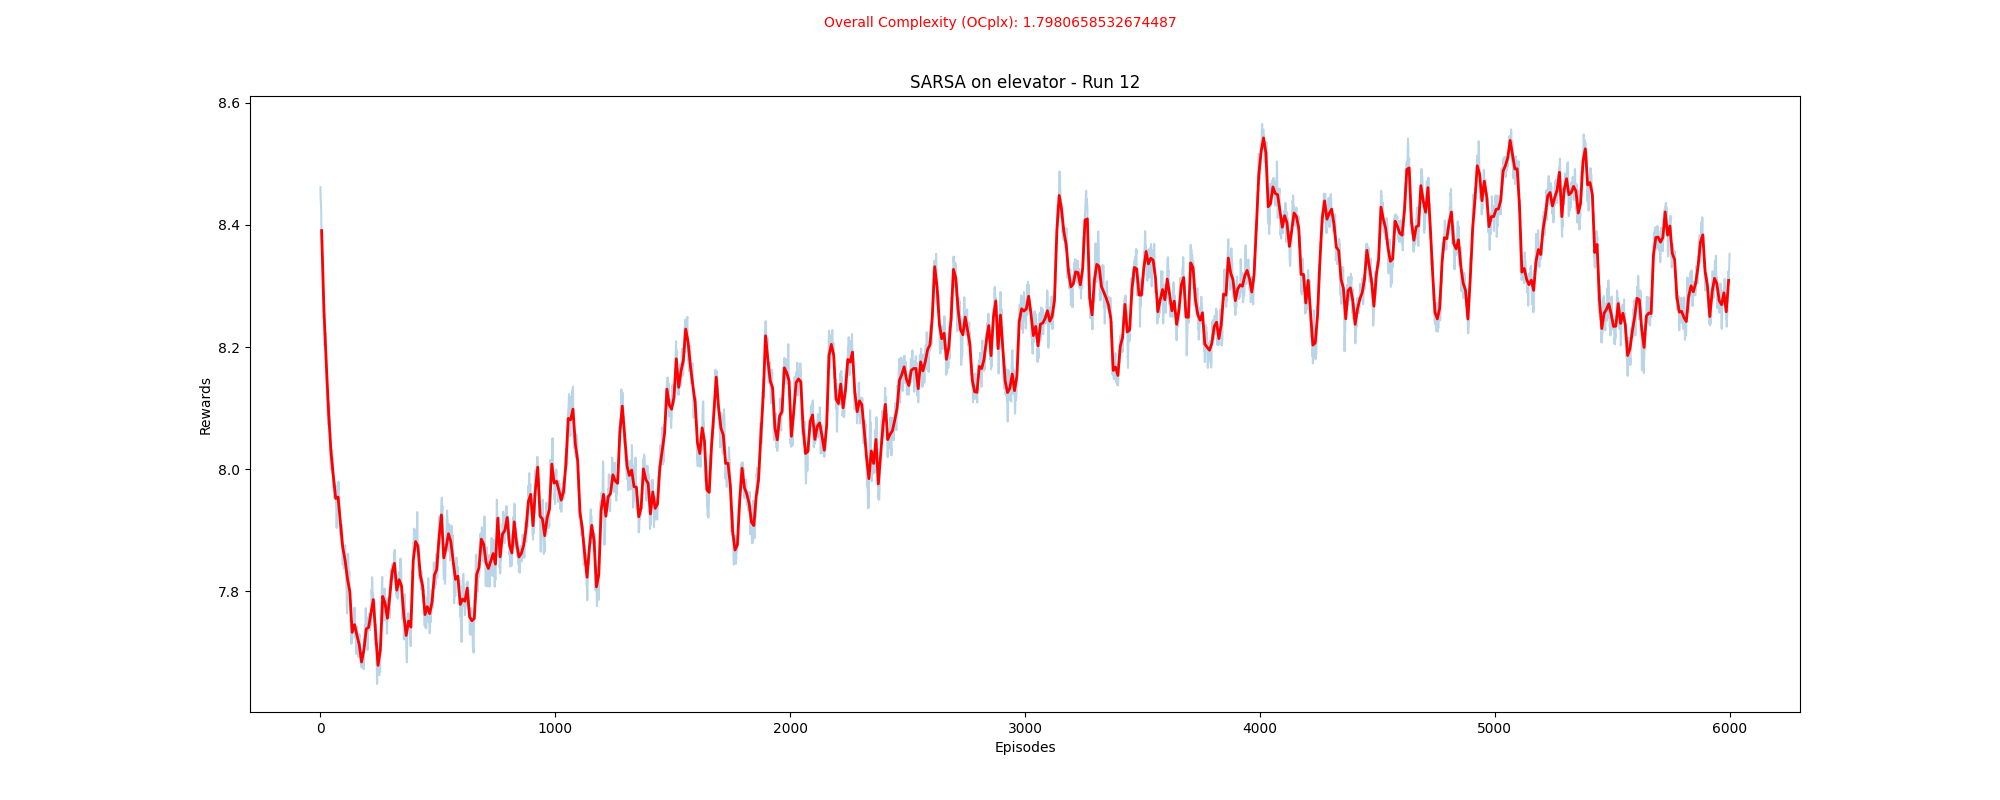 Overall Complexity (OCplx): 1.7980658532674487
SARSA on elevator - Run 12
8.6
8.4
8.2
8.0
7.8
Rewards
0 1000 2000 3000 4000 5000 6000
Episodes